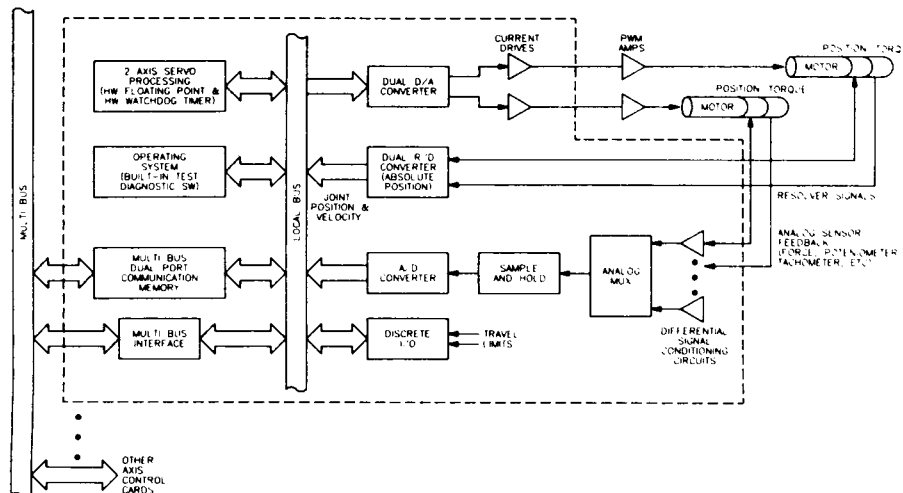 MULTI BUS
2 AXIS SERVO
PROCESSING
(HW FLOATING POINT &
HW WATCHDOG TIMER)
OPERATING
SYSTEM
(BUILT-IN TEST
DIAGNOSTIC SW)
MULTI BUS
DUAL PORT
COMMUNICATION
MEMORY
MULTI BUS
INTERFACE
LOCAL BUS
DUAL D/A
CONVERTER
CURRENT
DRIVES
PWM
AMPS
POSITION TORQ
MOTOR
POSITION TORQUE
MOTOR
DUAL R/D
CONVERTER
(ABSOLUTE
POSITION)
JOINT
POSITION &
VELOCITY
RESOLVER SIGNALS
A/D
CONVERTER
SAMPLE
AND HOLD
ANALOG
MUX
ANALOG SENSOR
FEEDBACK
(FORCE, POTENIOMETER
TACHOMETER, ETC)
DISCRETE
I/O
TRAVEL
LIMITS
DIFFERENTIAL
SIGNAL
CONDITIONING
CIRCUITS
OTHER
AXIS
CONTROL
CARDS